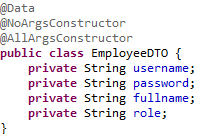 @Data
@NoArgsConstructor
@AllArgsConstructor
public class EmployeeDTO {
    private String username;
    private String password;
    private String fullname;
    private String role;
}